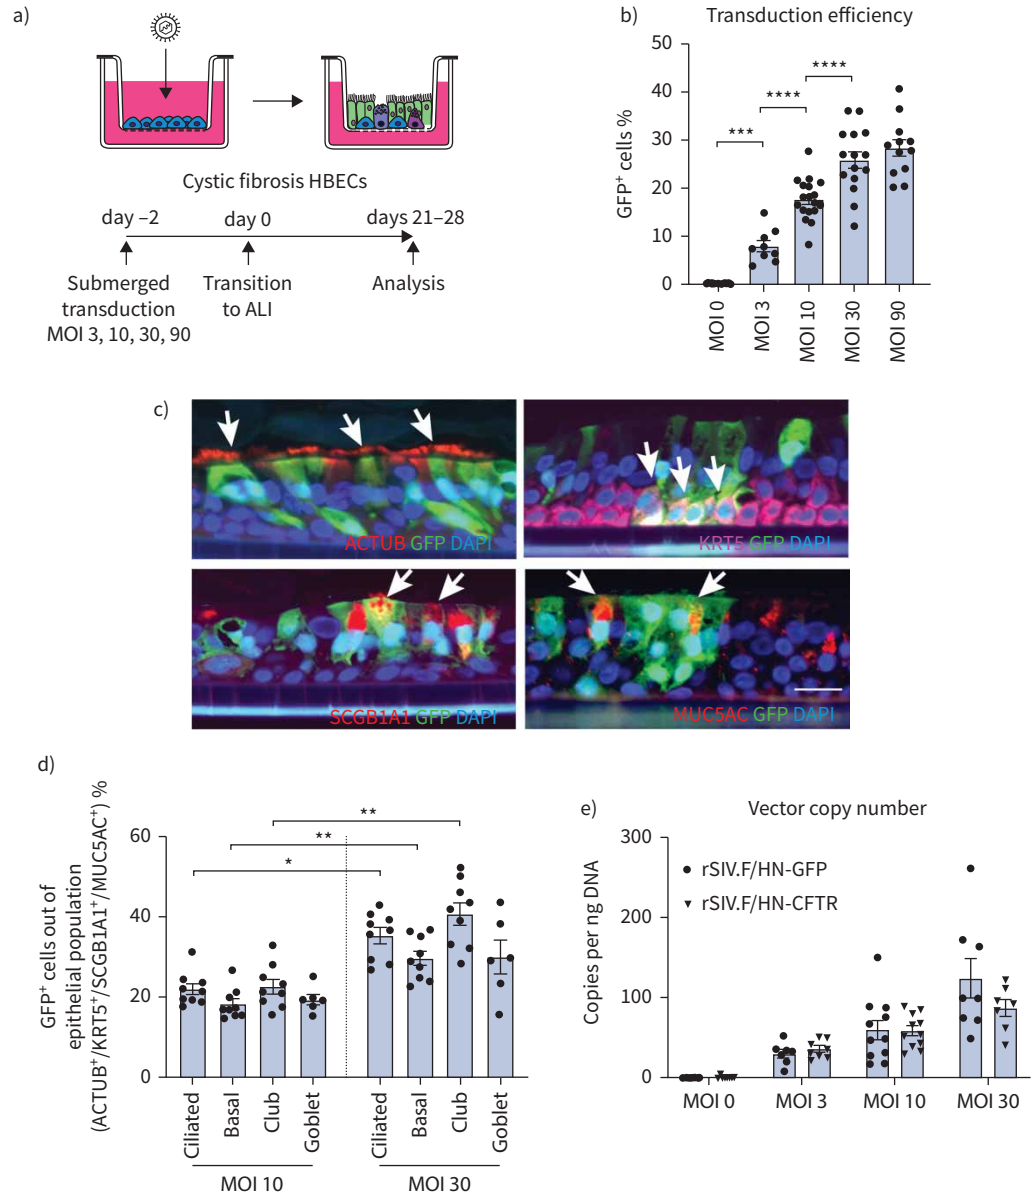 a)
Cystic fibrosis HBECs
day –2
day 0
days 21–28
Submerged
transduction
MOI 3, 10, 30, 90
Transition
to ALI
Analysis
b)
Transduction efficiency
GFP+ cells %
50
40
30
20
10
0
***
****
****
MOI 0
MOI 3
MOI 10
MOI 30
MOI 90
c)
ACTUB GFP DAPI
KRT5 GFP DAPI
SCGB1A1 GFP DAPI
MUC5AC GFP DAPI
d)
GFP+ cells out of
epithelial population
(ACTUB+/KRT5+/SCGB1A1+/MUC5AC+) %
60
40
20
0
**
**
*
Ciliated
Basal
Club
Goblet
Ciliated
Basal
Club
Goblet
MOI 10
MOI 30
e)
Vector copy number
Copies per ng DNA
300
200
100
0
rSIV.F/HN-GFP
rSIV.F/HN-CFTR
MOI 0
MOI 3
MOI 10
MOI 30